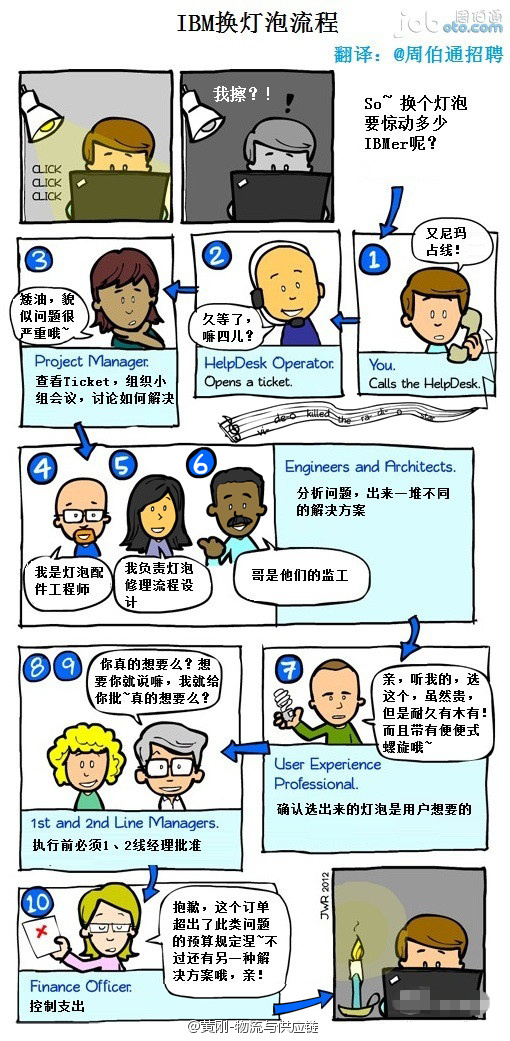 IBM换灯泡流程
job 周伯通
oto.com
翻译：@周伯通招聘
CLICK
CLICK
CLICK
我擦?！
!
So~ 换个灯泡
要惊动多少
IBMer呢?
3
矮油，貌
似问题很
严重哦~
Project Manager.
查看Ticket，组织小
组会议，讨论如何解决
2
久等了，
嘛四儿?
HelpDesk Operator.
Opens a ticket.
1
又尼玛
占线!
You.
Calls the HelpDesk.
vi- de-O killed the ra- di- O star
4
5
6
我是灯泡配
件工程师
我负责灯泡
修理流程设
计
哥是他们的监工
Engineers and Architects.
分析问题，出来一堆不同
的解决方案
8
9
你真的想要么? 想
要你就说嘛，我就给
你批~真的想要么?
1st and 2nd Line Managers.
执行前必须1、2线经理批准
7
亲，听我的，选
这个，虽然贵，
但是耐久有木有!
而且带有便便式
螺旋哦~
User Experience
Professional.
确认选出来的灯泡是用户想要的
10
抱歉，这个订单
超出了此类问题
的预算规定涅~不
过还有另一种解
决方案哦，亲!
Finance Officer.
控制支出
JWR 2012
@黄刚-物流与供应链